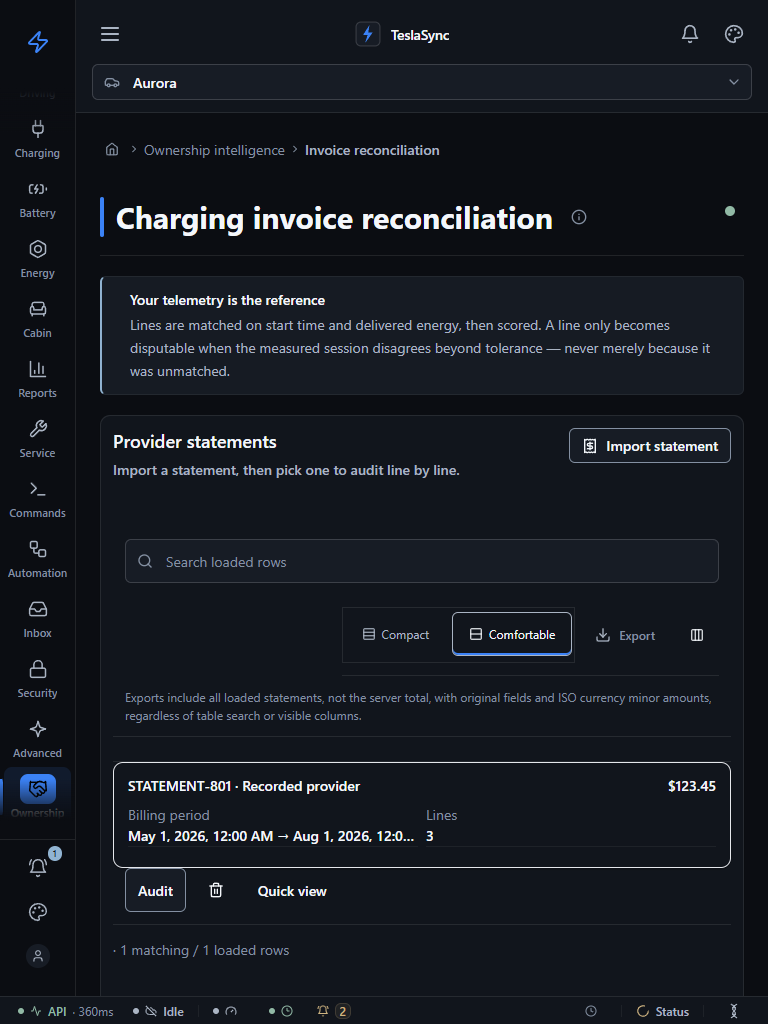 TeslaSync
Aurora
Driving
Charging
Battery
Energy
Cabin
Reports
Service
Commands
Automation
Inbox
Security
Advanced
Ownership
1
Ownership intelligence
Invoice reconciliation
Charging invoice reconciliation
Your telemetry is the reference
Lines are matched on start time and delivered energy, then scored. A line only becomes
disputable when the measured session disagrees beyond tolerance — never merely because it
was unmatched.
Provider statements
Import statement
Import a statement, then pick one to audit line by line.
Search loaded rows
Compact
Comfortable
Export
Exports include all loaded statements, not the server total, with original fields and ISO currency minor amounts,
regardless of table search or visible columns.
STATEMENT-801 · Recorded provider
$123.45
Billing period
Lines
May 1, 2026, 12:00 AM → Aug 1, 2026, 12:0...
3
Audit
Quick view
· 1 matching / 1 loaded rows
API · 360ms
Idle
2
Status